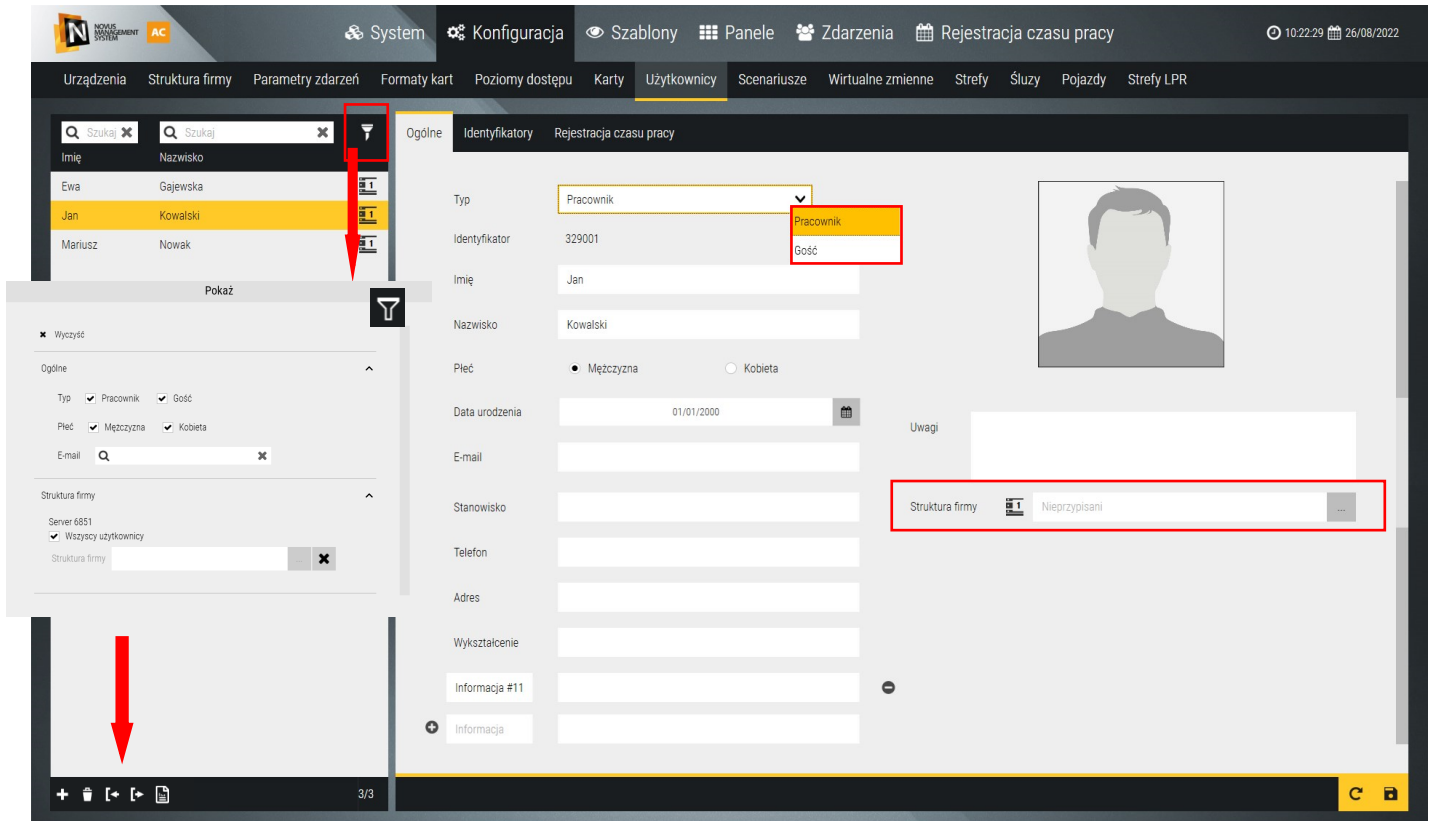 NOVUS
MANAGEMENT
SYSTEM
AC
System Konfiguracja Szablony Panele Zdarzenia Rejestracja czasu pracy
10:22:29 26/08/2022
Urządzenia Struktura firmy Parametry zdarzeń Formaty kart Poziomy dostępu Karty Użytkownicy Scenariusze Wirtualne zmienne Strefy Śluzy Pojazdy Strefy LPR
Szukaj Szukaj
Imię Nazwisko
Ewa Gajewska 1
Jan Kowalski 1
Mariusz Nowak 1
Pokaż
Wyczyść
Ogólne
Typ Pracownik Gość
Płeć Mężczyzna Kobieta
E-mail
Struktura firmy
Server 6851
Wszyscy użytkownicy
Struktura firmy ...
3/3
Ogólne Identyfikatory Rejestracja czasu pracy
Typ Pracownik
Pracownik
Gość
Identyfikator 329001
Imię Jan
Nazwisko Kowalski
Płeć Mężczyzna Kobieta
Data urodzenia 01/01/2000
E-mail
Stanowisko
Telefon
Adres
Wykształcenie
Informacja #11
Informacja
Uwagi
Struktura firmy 1 Nieprzypisani ...